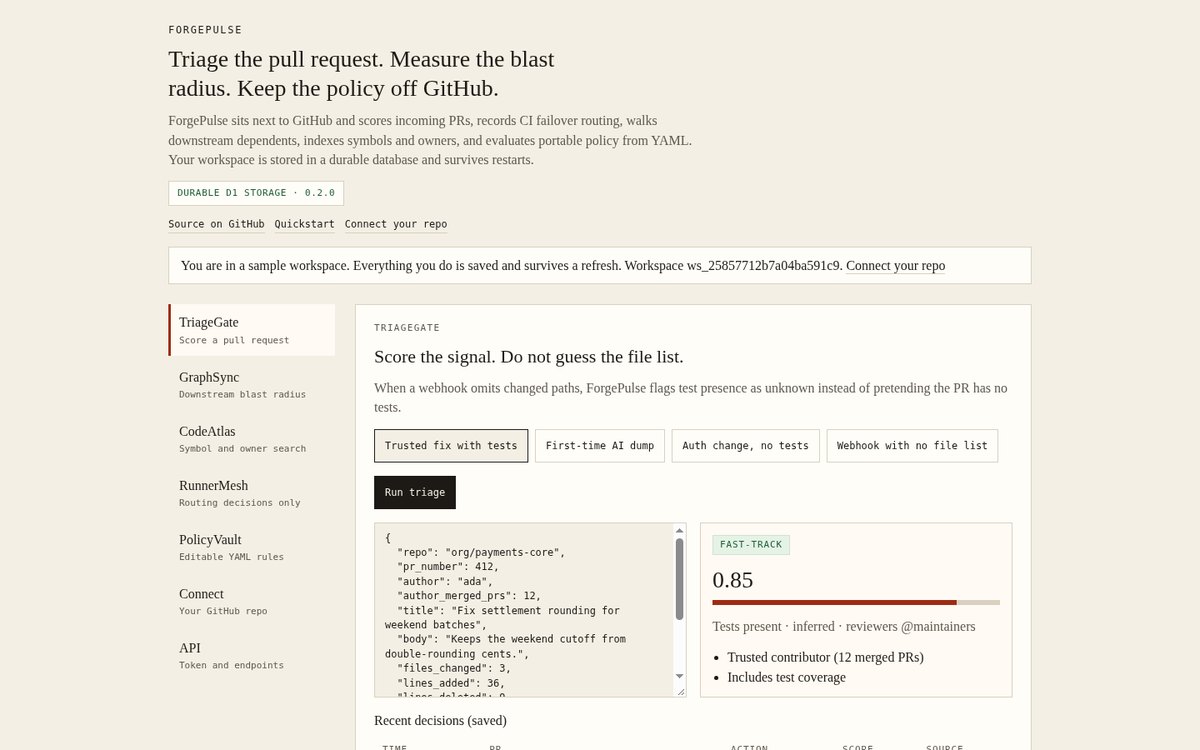 FORGEPULSE
Triage the pull request. Measure the blast
radius. Keep the policy off GitHub.
ForgePulse sits next to GitHub and scores incoming PRs, records CI failover routing, walks
downstream dependents, indexes symbols and owners, and evaluates portable policy from YAML.
Your workspace is stored in a durable database and survives restarts.
DURABLE D1 STORAGE · 0.2.0
Source on GitHub Quickstart Connect your repo
You are in a sample workspace. Everything you do is saved and survives a refresh. Workspace ws_25857712b7a04ba591c9. Connect your repo
TriageGate
Score a pull request
GraphSync
Downstream blast radius
CodeAtlas
Symbol and owner search
RunnerMesh
Routing decisions only
PolicyVault
Editable YAML rules
Connect
Your GitHub repo
API
Token and endpoints
TRIAGEGATE
Score the signal. Do not guess the file list.
When a webhook omits changed paths, ForgePulse flags test presence as unknown instead of pretending the PR has no
tests.
Trusted fix with tests First-time AI dump Auth change, no tests Webhook with no file list
Run triage
{
"repo": "org/payments-core",
"pr_number": 412,
"author": "ada",
"author_merged_prs": 12,
"title": "Fix settlement rounding for
weekend batches",
"body": "Keeps the weekend cutoff from
double-rounding cents.",
"files_changed": 3,
"lines_added": 36,
"lines_deleted": 9
FAST-TRACK
0.85
Tests present · inferred · reviewers @maintainers
• Trusted contributor (12 merged PRs)
• Includes test coverage
Recent decisions (saved)
TIME PR ACTION SCORE SOURCE